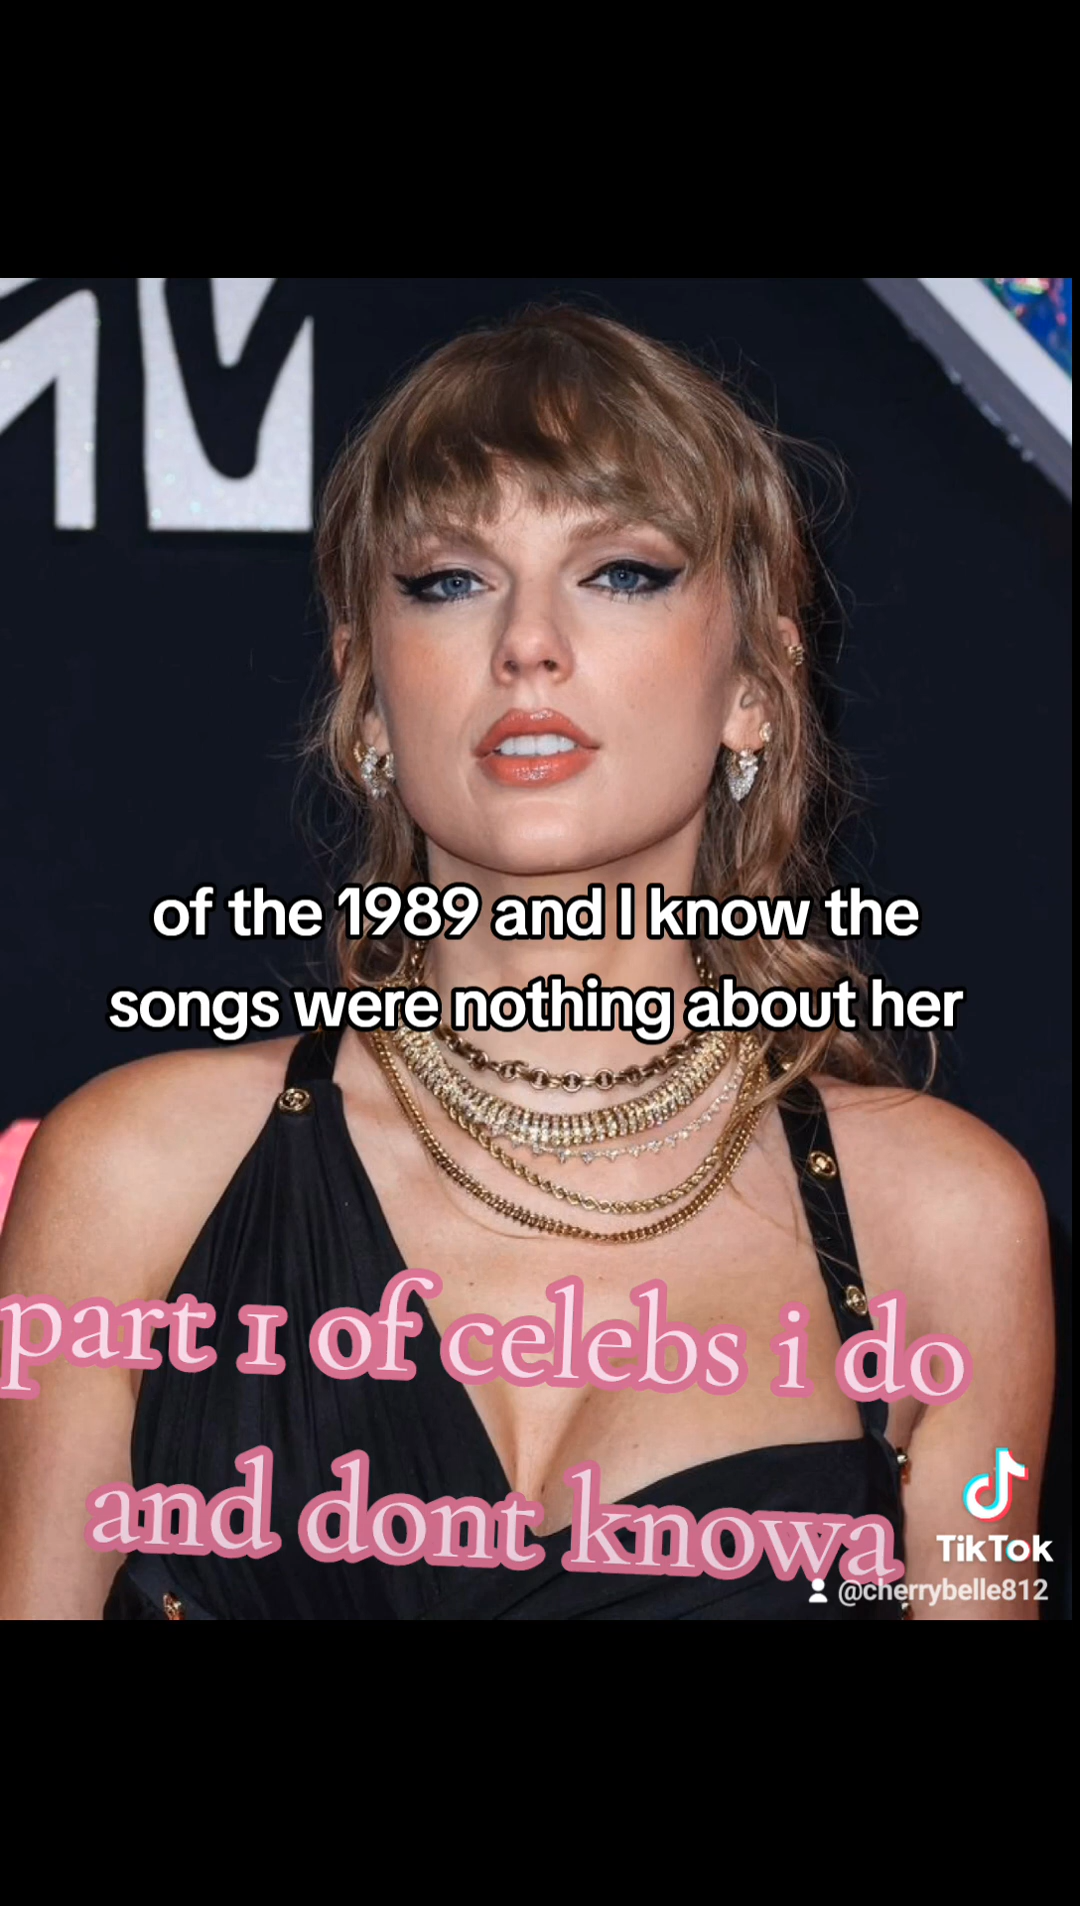 of the 1989 and I know the
songs were nothing about her
part 1 of celebs i do
and dont knowa
TikTok
@cherrybelle812